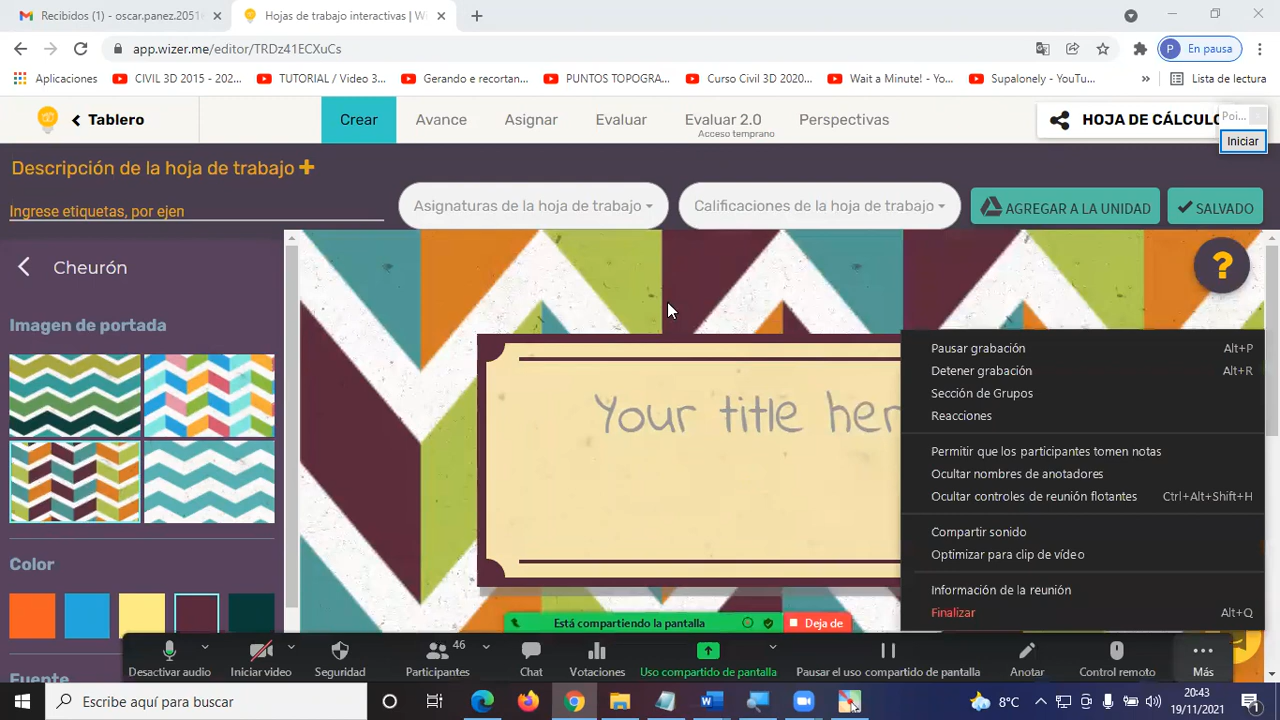 Recibidos (1) - oscar.panez.2051
Hojas de trabajo interactivas | W
app.wizer.me/editor/TRDz41ECXuCs
En pausa
Aplicaciones
CIVIL 3D 2015 - 202...
TUTORIAL / Video 3...
Gerando e recortan...
PUNTOS TOPOGRA...
Curso Civil 3D 2020...
Wait a Minute! - Yo...
Supalonely - YouTu...
Lista de lectura
Tablero
Crear
Avance
Asignar
Evaluar
Evaluar 2.0
Acceso temprano
Perspectivas
HOJA DE CÁLCULO
Poi...
Iniciar
Descripción de la hoja de trabajo +
Ingrese etiquetas, por ejen
Asignaturas de la hoja de trabajo
Calificaciones de la hoja de trabajo
AGREGAR A LA UNIDAD
SALVADO
Cheurón
?
Imagen de portada
Color
Fuente
Your title her
Pausar grabación Alt+P
Detener grabación Alt+R
Sección de Grupos
Reacciones
Permitir que los participantes tomen notas
Ocultar nombres de anotadores
Ocultar controles de reunión flotantes Ctrl+Alt+Shift+H
Compartir sonido
Optimizar para clip de vídeo
Información de la reunión
Finalizar Alt+Q
Está compartiendo la pantalla
Deja de
Desactivar audio
Iniciar video
Seguridad
46
Participantes
Chat
Votaciones
Uso compartido de pantalla
Pausar el uso compartido de pantalla
Anotar
Control remoto
Más
Escribe aquí para buscar
8°C
20:43
19/11/2021
1